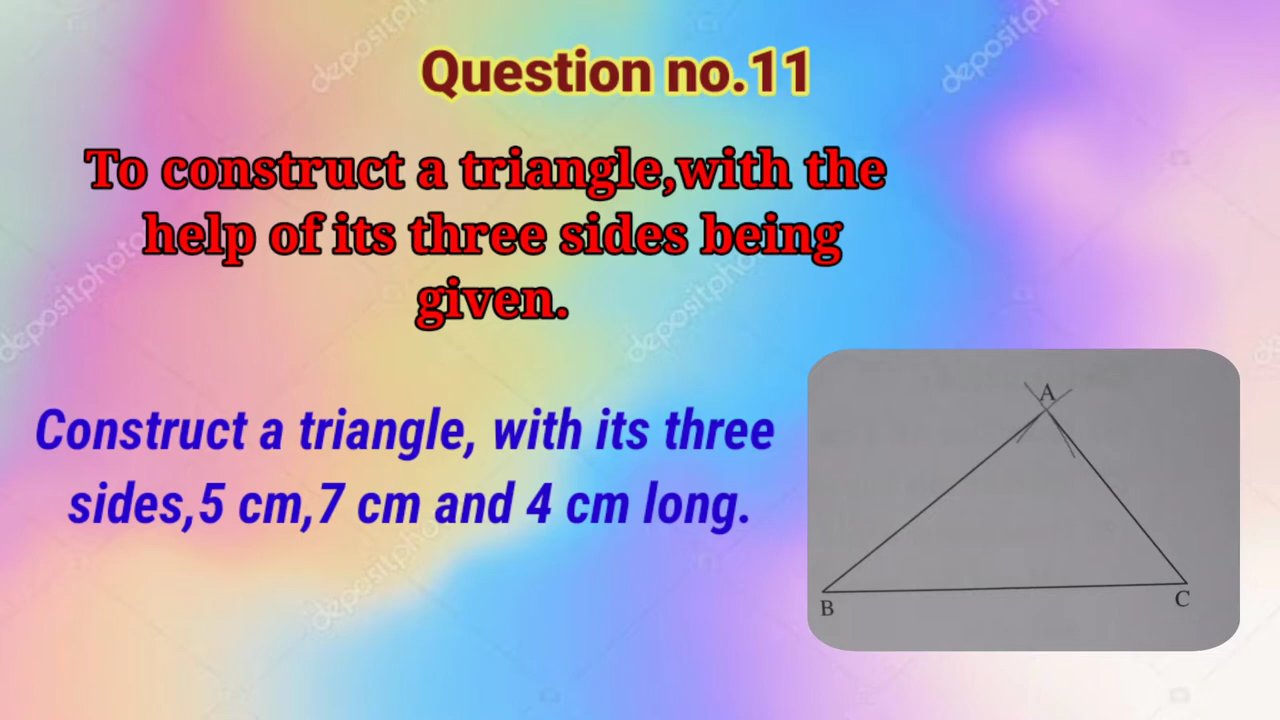 Question no.11
To construct a triangle,with the
help of its three sides being
given.
Construct a triangle, with its three
sides,5 cm,7 cm and 4 cm long.
A
B
C
depositphotos